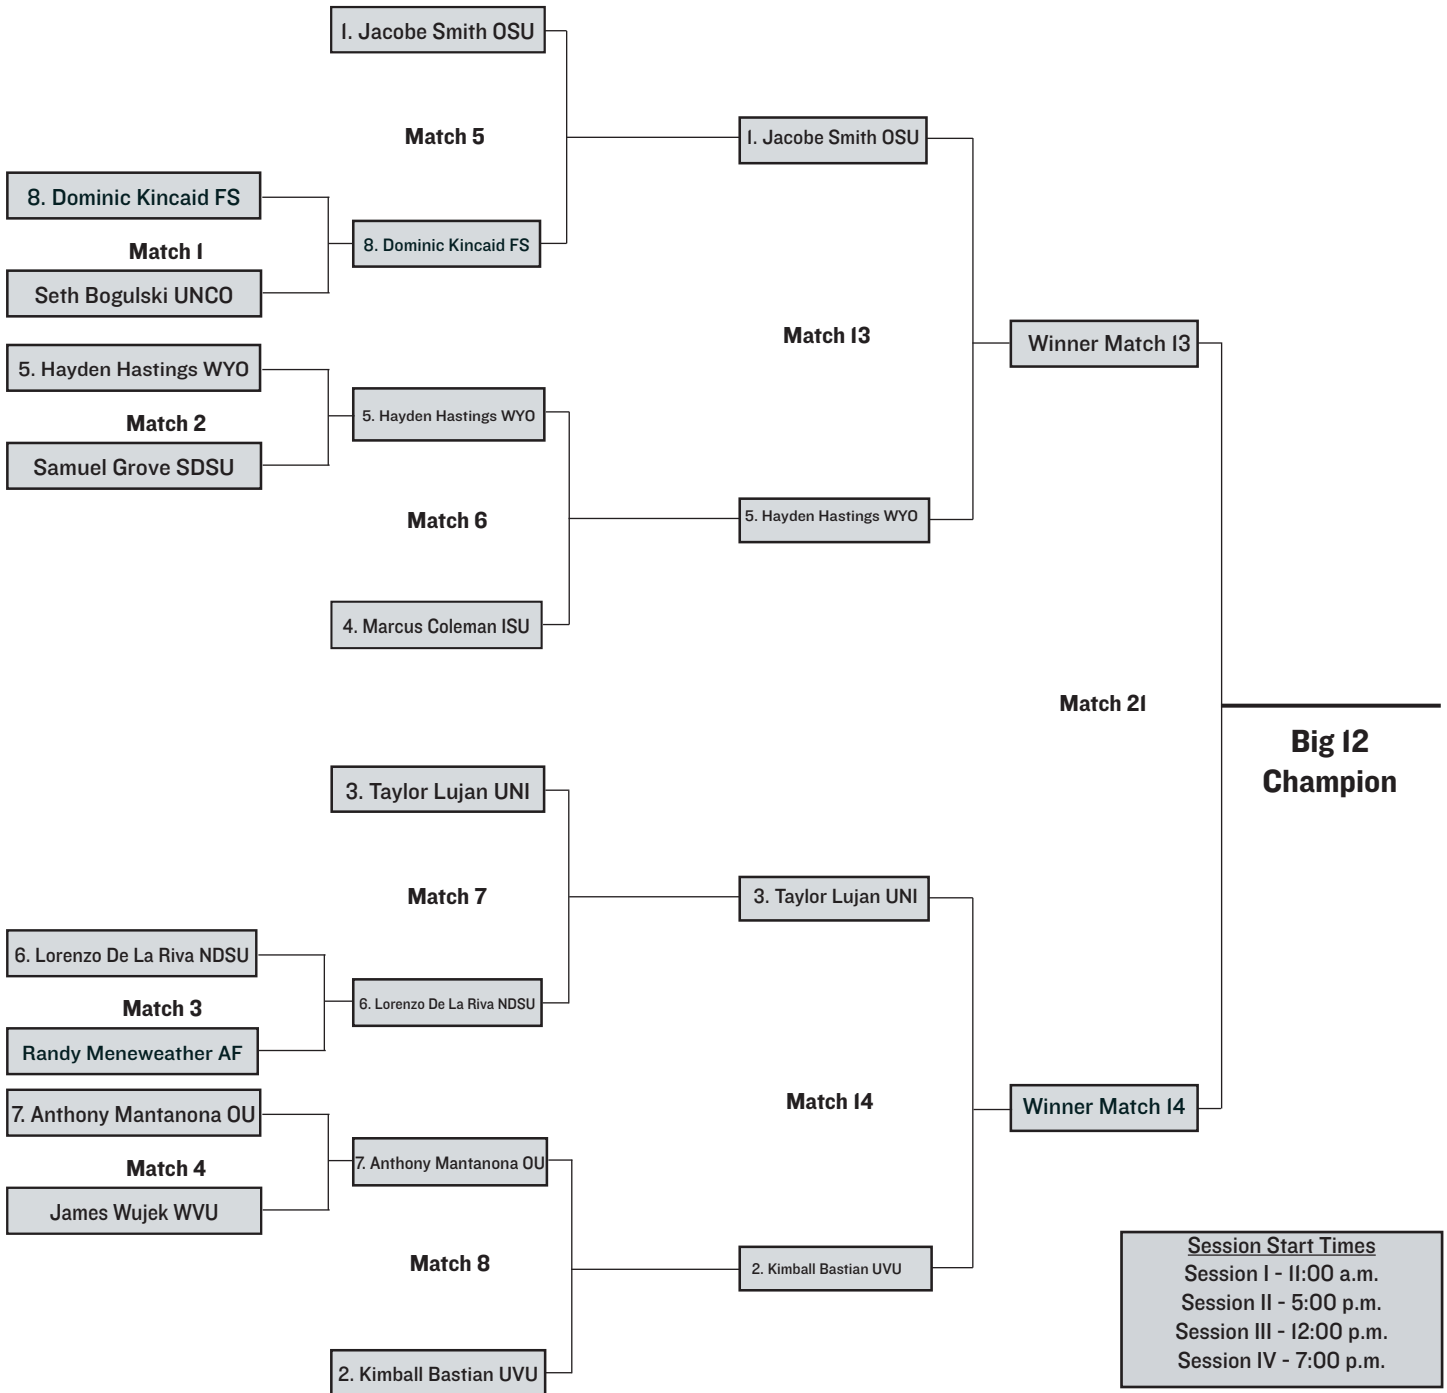 1. Jacobe Smith OSU
Match 5
1. Jacobe Smith OSU
8. Dominic Kincaid FS
Match 1
8. Dominic Kincaid FS
Seth Bogulski UNCO
Match 13
Winner Match 13
5. Hayden Hastings WYO
5. Hayden Hastings WYO
Match 2
Samuel Grove SDSU
Match 6
5. Hayden Hastings WYO
4. Marcus Coleman ISU
Match 21
Big 12
Champion
3. Taylor Lujan UNI
Match 7
3. Taylor Lujan UNI
6. Lorenzo De La Riva NDSU
Match 3
6. Lorenzo De La Riva NDSU
Randy Meneweather AF
Match 14
Winner Match 14
7. Anthony Mantanona OU
7. Anthony Mantanona OU
Match 4
James Wujek WVU
Match 8
2. Kimball Bastian UVU
2. Kimball Bastian UVU
Session Start Times
Session I - 11:00 a.m.
Session II - 5:00 p.m.
Session III - 12:00 p.m.
Session IV - 7:00 p.m.